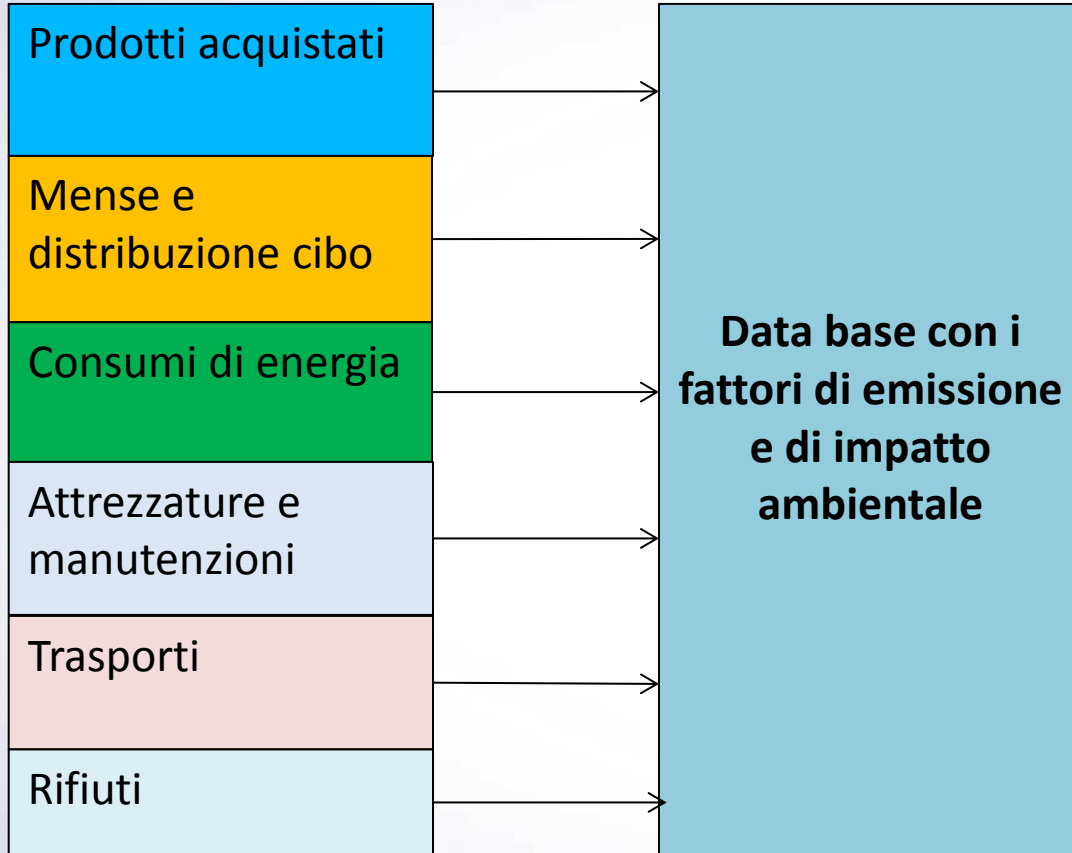 Prodotti acquistati
Mense e
distribuzione cibo
Consumi di energia
Attrezzature e
manutenzioni
Trasporti
Rifiuti
Data base con i
fattori di emissione
e di impatto
ambientale